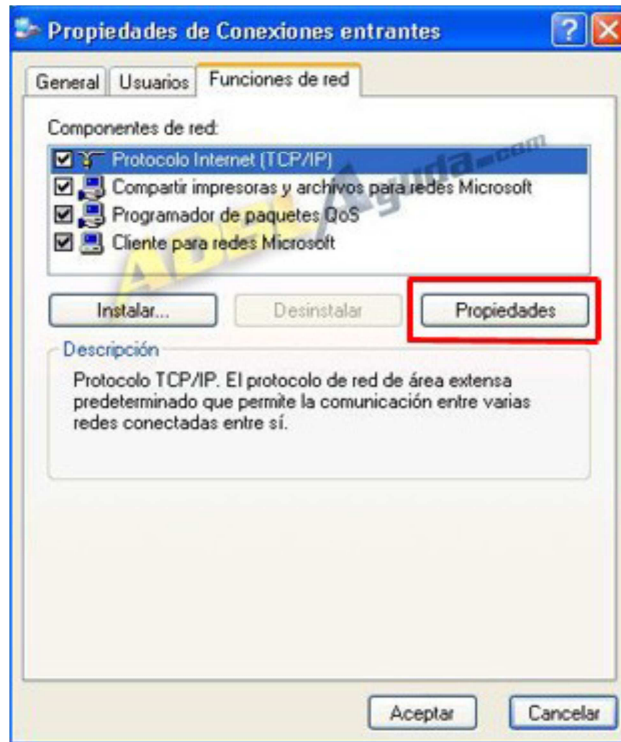 Propiedades de Conexiones entrantes
General Usuarios Funciones de red
Componentes de red:
Protocolo Internet (TCP/IP)
Compartir impresoras y archivos para redes Microsoft
Programador de paquetes QoS
Cliente para redes Microsoft
ADSLAyuda.com
Instalar... Desinstalar Propiedades
Descripción
Protocolo TCP/IP. El protocolo de red de área extensa
predeterminado que permite la comunicación entre varias
redes conectadas entre sí.
Aceptar Cancelar